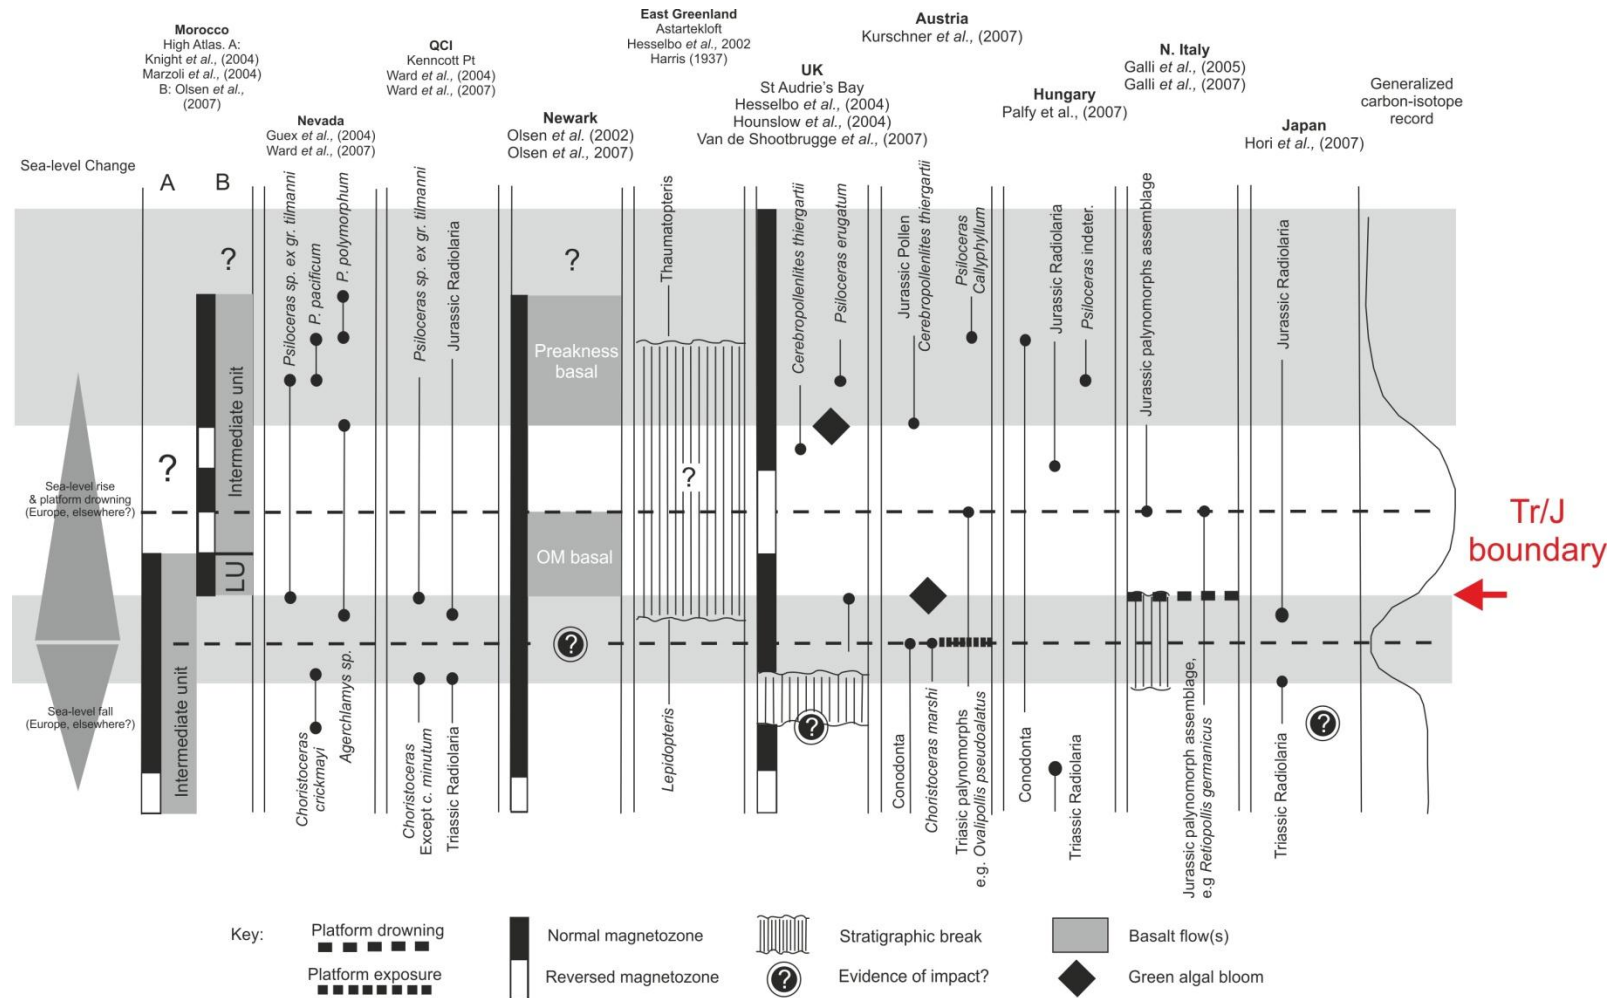 Morocco
High Atlas. A:
Knight et al., (2004)
Marzoli et al., (2004)
B: Olsen et al.,
(2007)
Nevada
Guex et al., (2004)
Ward et al., (2007)
QCI
Kenncott Pt
Ward et al., (2004)
Ward et al., (2007)
Newark
Olsen et al. (2002)
Olsen et al., 2007)
East Greenland
Astartekloft
Hesselbo et al., 2002
Harris (1937)
UK
St Audrie's Bay
Hesselbo et al., (2004)
Hounslow et al., (2004)
Van de Shootbrugge et al., (2007)
Austria
Kurschner et al., (2007)
Hungary
Palfy et al., (2007)
N. Italy
Galli et al., (2005)
Galli et al., (2007)
Japan
Hori et al., (2007)
Generalized
carbon-isotope
record
Sea-level Change
A
B
?
?
Intermediate unit
LU
Intermediate unit
Sea-level rise
& platform drowning
(Europe, elsewhere?)
Sea-level fall
(Europe, elsewhere?)
Psiloceras sp. ex gr. tilmanni
P. pacificum
P. polymorphum
Choristoceras
crickmayi
Agerchlamys sp.
Psiloceras sp. ex gr. tilmanni
Jurassic Radiolaria
Choristoceras
Except c. minutum
Triassic Radiolaria
?
Preakness
basal
OM basal
?
Thaumatopteris
?
Lepidopteris
Cerebropollenlites thiergartii
Psiloceras erugatum
?
Jurassic Pollen
Cerebropollenlites thiergartii
Psiloceras
Callyphyllum
Conodonta
Choristoceras marshi
Triasic palynomorphs
e.g. Ovalipollis pseudoalatus
Jurassic Radiolaria
Psiloceras indeter.
Conodonta
Triassic Radiolaria
Jurassic palynomorphs assemblage
Jurassic palynomorph assemblage,
e.g Retiopollis germanicus
Jurassic Radiolaria
Triassic Radiolaria
?
Tr/J
boundary
Key:
Platform drowning
Platform exposure
Normal magnetozone
Reversed magnetozone
Stratigraphic break
?
Evidence of impact?
Basalt flow(s)
Green algal bloom